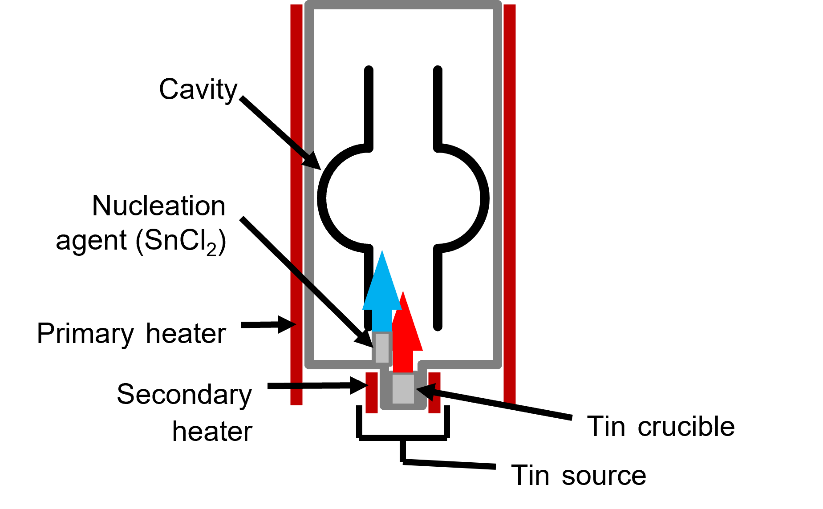 Cavity
Nucleation
agent (SnCl₂)
Primary heater
Secondary
heater
Tin crucible
Tin source